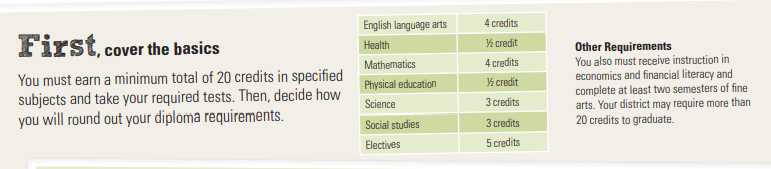 First, cover the basics
You must earn a minimum total of 20 credits in specified
subjects and take your required tests. Then, decide how
you will round out your diploma requirements.
English language arts 4 credits
Health ½ credit
Mathematics 4 credits
Physical education ½ credit
Science 3 credits
Social studies 3 credits
Electives 5 credits
Other Requirements
You also must receive instruction in
economics and financial literacy and
complete at least two semesters of fine
arts. Your district may require more than
20 credits to graduate.